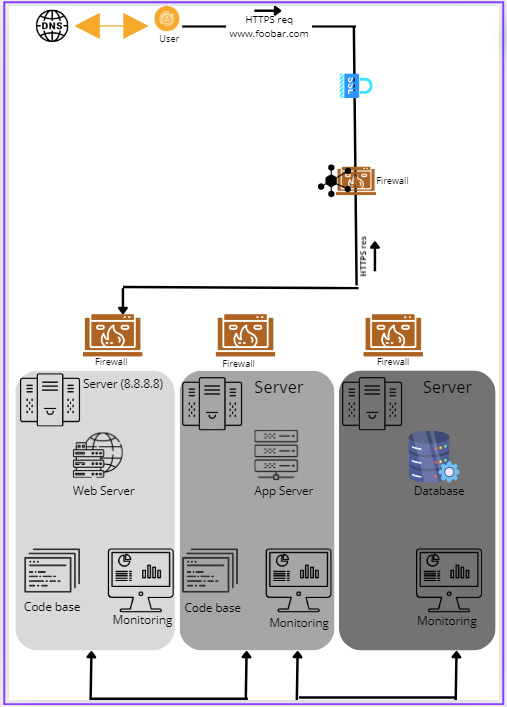 DNS
HTTPS req
www.foobar.com
User
SSL
Firewall
HTTPS res
Firewall
Firewall
Firewall
Server (8.8.8.8)
Server
Server
Web Server
App Server
Database
Code base
Monitoring
Code base
Monitoring
Monitoring